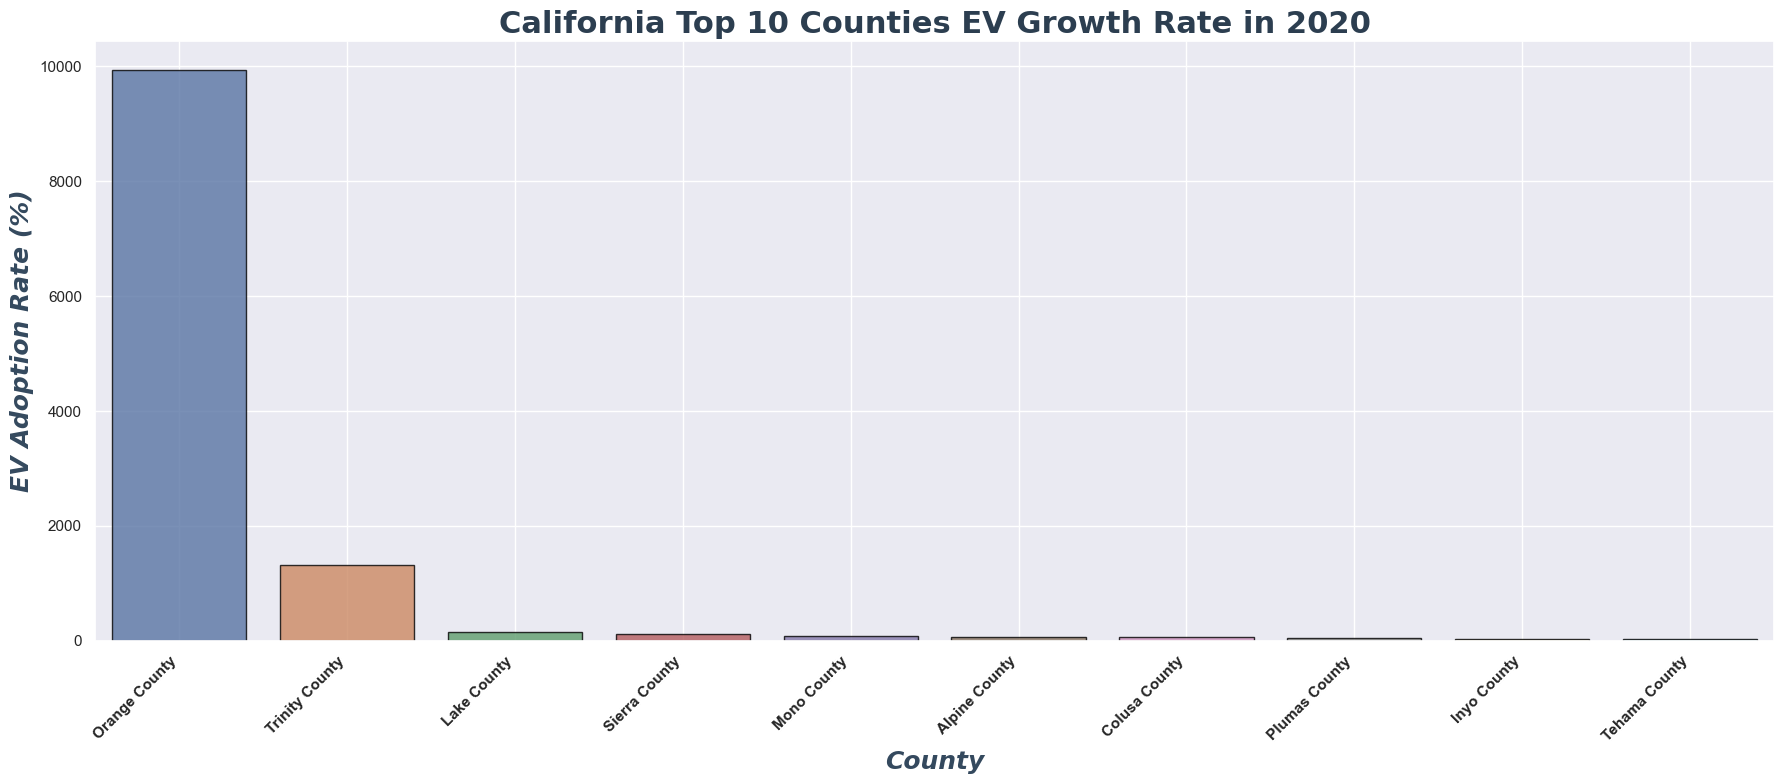 California Top 10 Counties EV Growth Rate in 2020
EV Adoption Rate (%)
10000
8000
6000
4000
2000
0
Orange County
Trinity County
Lake County
Sierra County
Mono County
Alpine County
Colusa County
Plumas County
Inyo County
Tehama County
County